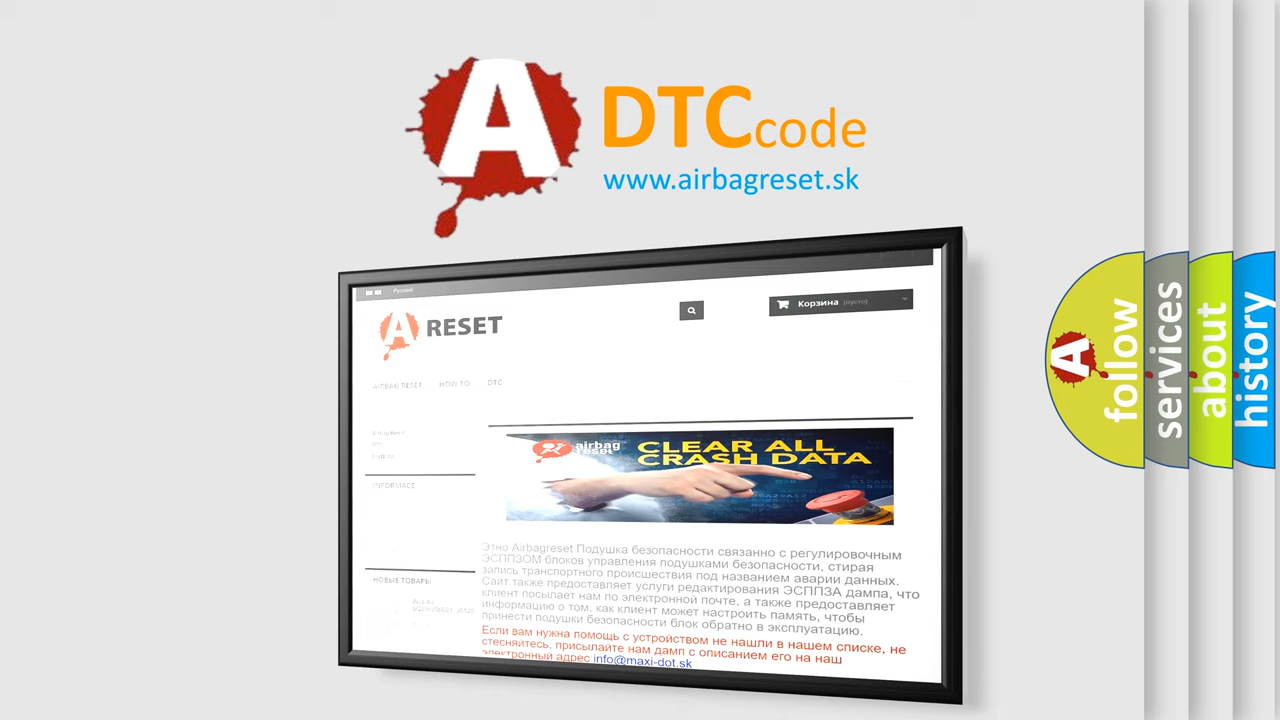 A
DTCcode
www.airbagreset.sk
Русский
Корзина (пусто)
A RESET
AIRBAG RESET HOW TO DTC
airbag
reset
CLEAR ALL
CRASH DATA
INFORMACE
Этно Airbagreset Подушка безопасности связанно с регулировочным
ЭСППЗОМ блоков управления подушками безопасности, стирая
запись транспортного происшествия под названием аварии данных.
Сайт также предоставляет услуги редактирования ЭСППЗА дампа, что
клиент посылает нам по электронной почте, а также предоставляет
информацию о том, как клиент может настроить память, чтобы
принести подушки безопасности блок обратно в эксплуатацию.
Если вам нужна помощь с устройством не нашли в нашем списке, не
стесняйтесь, присылайте нам дамп с описанием его на наш
электронный адрес info@maxi-dot.sk
НОВЫЕ ТОВАРЫ
A
follow
services
about
history